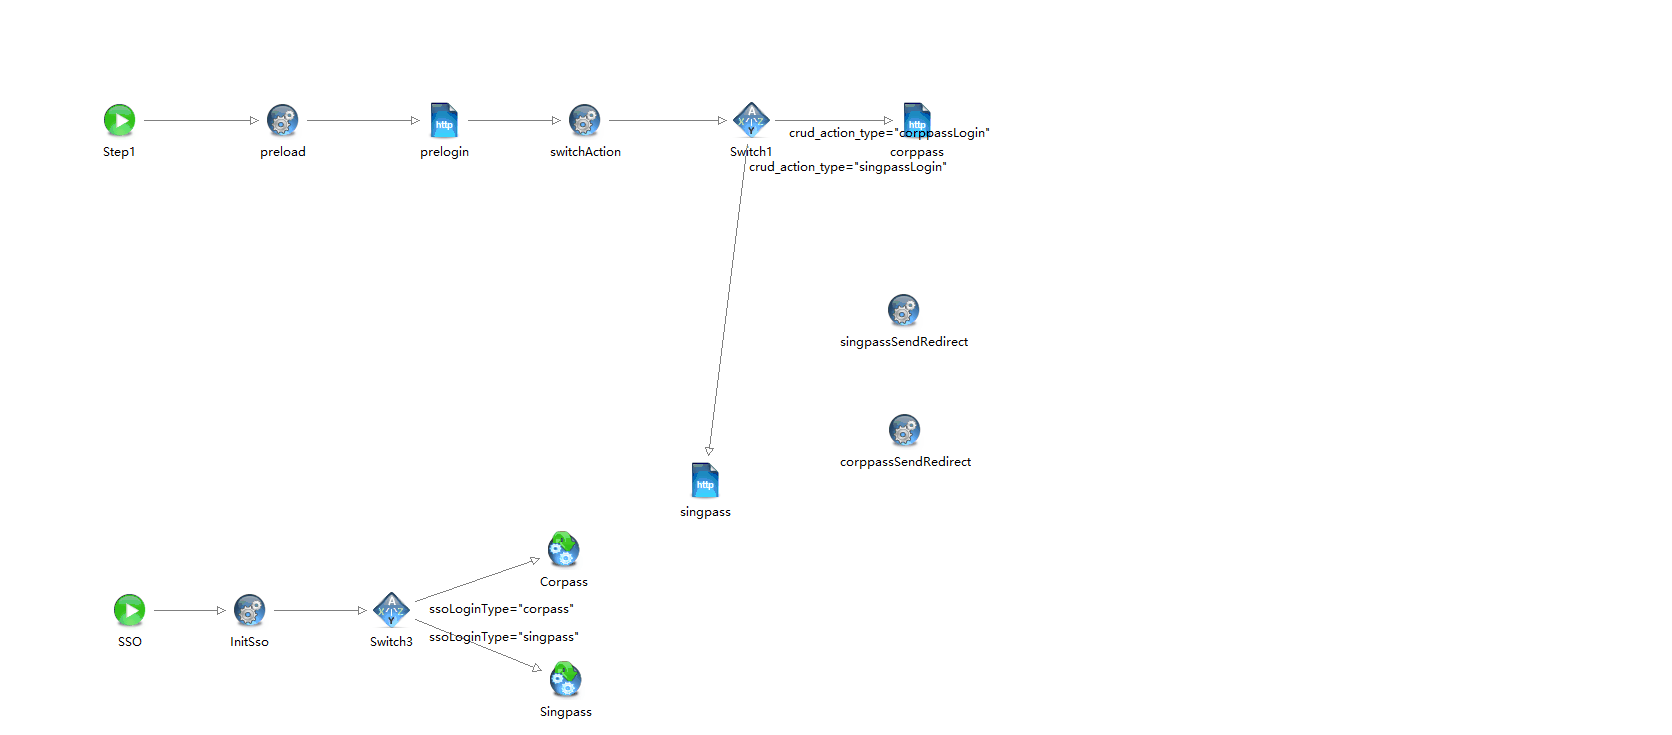 http
http
crud_action_type="corppassLogin"
Step1
preload
prelogin
switchAction
Switch1
corppass
crud_action_type="singpassLogin"
singpassSendRedirect
corppassSendRedirect
http
singpass
Corpass
ssoLoginType="corpass"
ssoLoginType="singpass"
SSO
InitSso
Switch3
Singpass